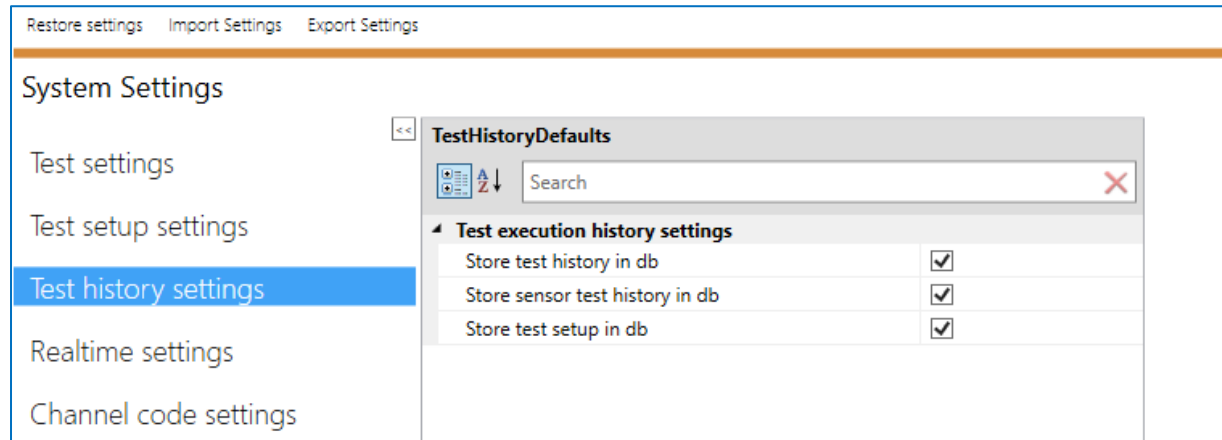 Restore settings Import Settings Export Settings
System Settings
<<
Test settings
Test setup settings
Test history settings
Realtime settings
Channel code settings
TestHistoryDefaults
A
Z
Search
Test execution history settings
Store test history in db
Store sensor test history in db
Store test setup in db